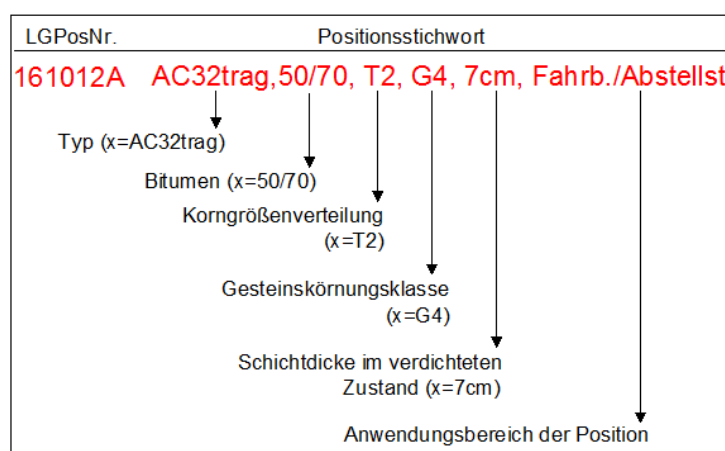 LGPosNr. Positionsstichwort
161012A AC32trag,50/70, T2, G4, 7cm, Fahrb./Abstellst
Typ (x=AC32trag)
Bitumen (x=50/70)
Korngrößenverteilung
(x=T2)
Gesteinskörnungsklasse
(x=G4)
Schichtdicke im verdichteten
Zustand (x=7cm)
Anwendungsbereich der Position